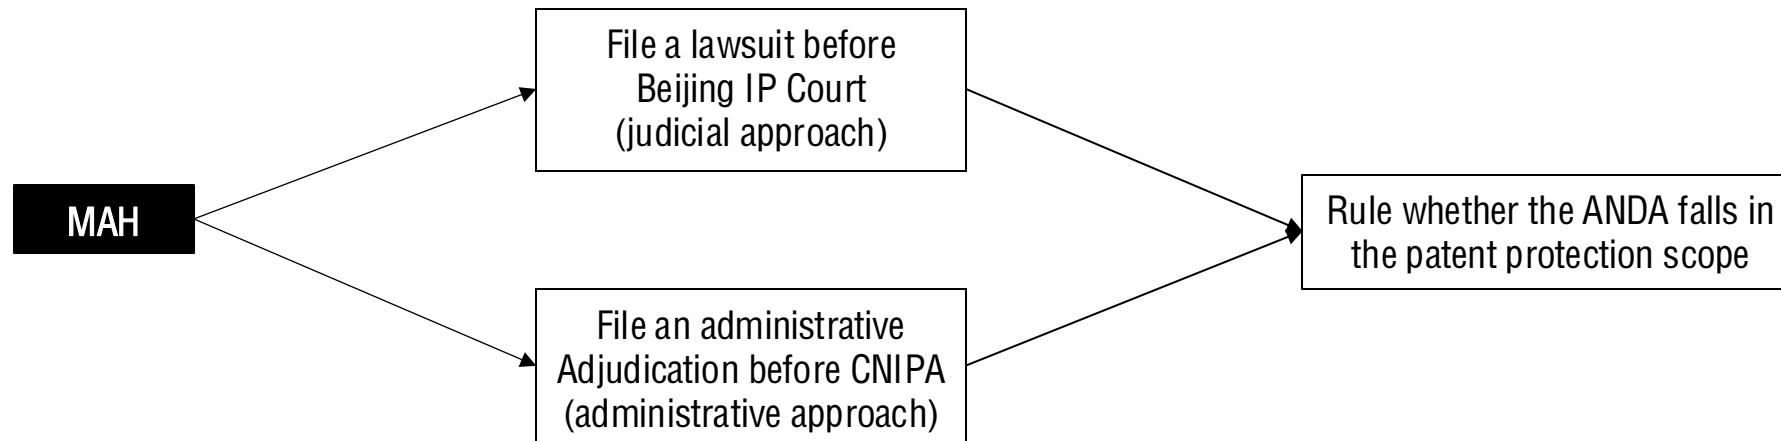 MAH
File a lawsuit before
Beijing IP Court
(judicial approach)
File an administrative
Adjudication before CNIPA
(administrative approach)
Rule whether the ANDA falls in
the patent protection scope